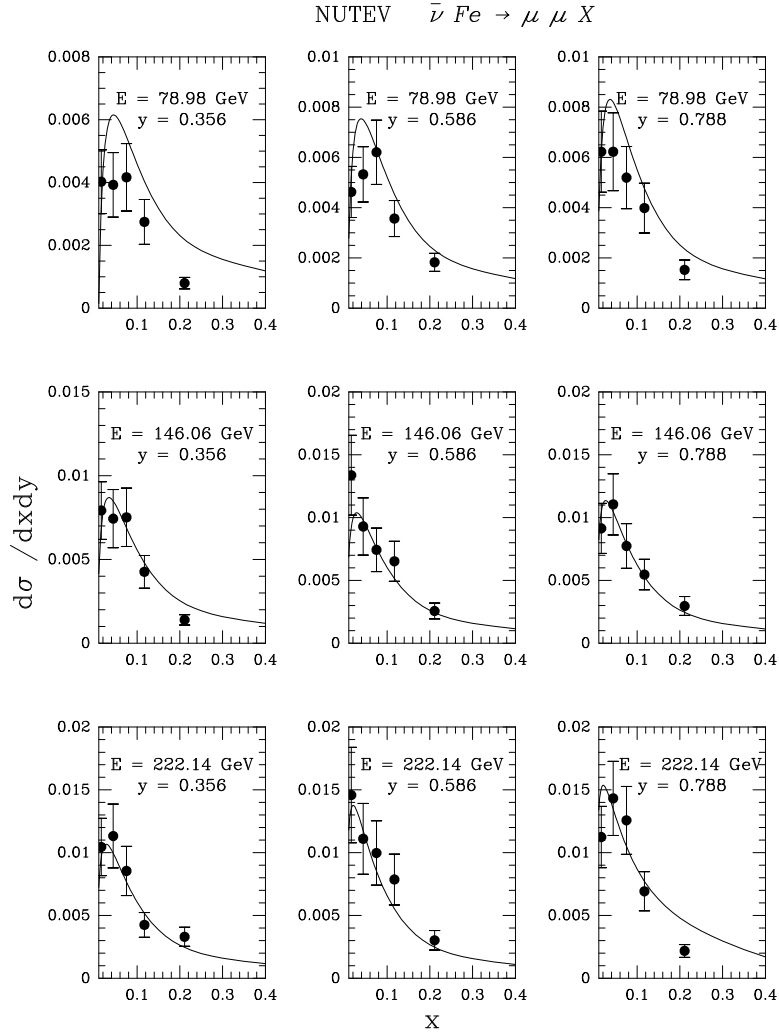 NUTEV ν̄ Fe → μ μ X
0.008
0.006
0.004
0.002
0
E = 78.98 GeV
y = 0.356
0.1 0.2 0.3 0.4
0.01
0.008
0.006
0.004
0.002
0
E = 78.98 GeV
y = 0.586
0.1 0.2 0.3 0.4
0.01
0.008
0.006
0.004
0.002
0
E = 78.98 GeV
y = 0.788
0.1 0.2 0.3 0.4
dσ /dxdy
0.015
0.01
0.005
0
E = 146.06 GeV
y = 0.356
0.1 0.2 0.3 0.4
0.02
0.015
0.01
0.005
0
E = 146.06 GeV
y = 0.586
0.1 0.2 0.3 0.4
0.02
0.015
0.01
0.005
0
E = 146.06 GeV
y = 0.788
0.1 0.2 0.3 0.4
0.02
0.015
0.01
0.005
0
E = 222.14 GeV
y = 0.356
0.1 0.2 0.3 0.4
0.02
0.015
0.01
0.005
0
E = 222.14 GeV
y = 0.586
0.1 0.2 0.3 0.4
0.02
0.015
0.01
0.005
0
E = 222.14 GeV
y = 0.788
0.1 0.2 0.3 0.4
x